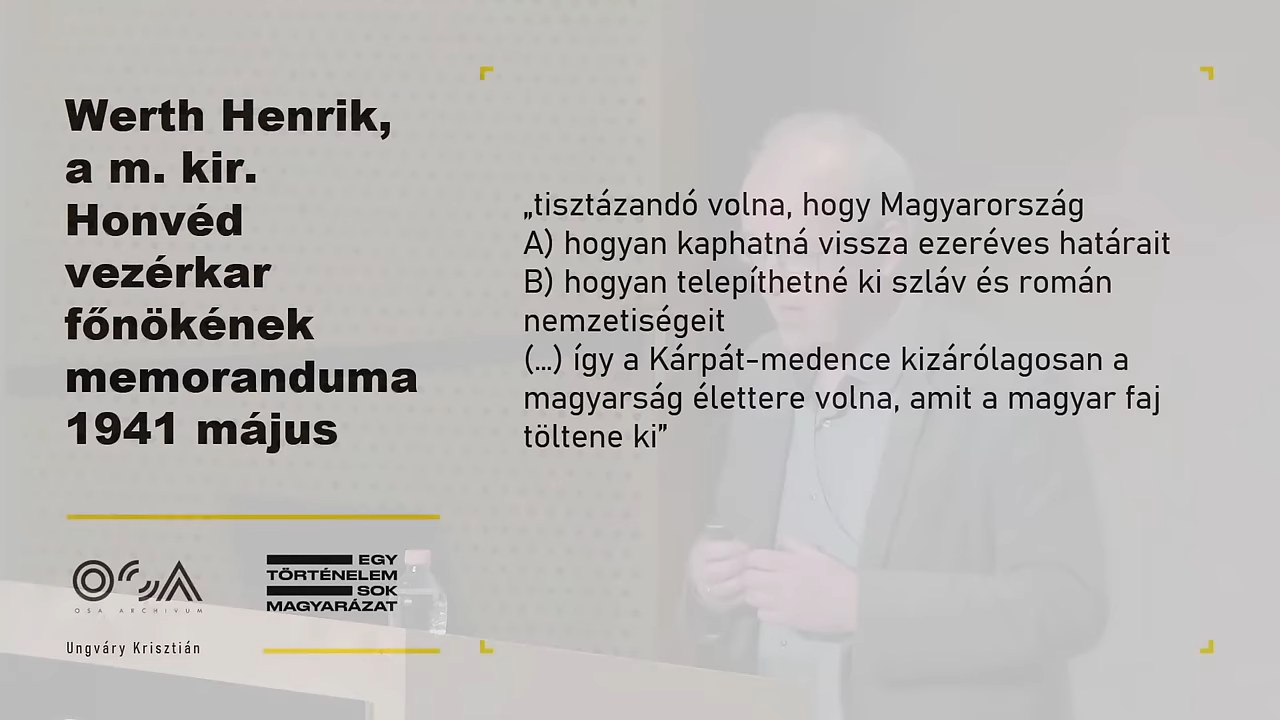 Werth Henrik,
a m. kir.
Honvéd
vezérkar
főnökének
memoranduma
1941 május
„tisztázandó volna, hogy Magyarország
A) hogyan kaphatná vissza ezeréves határait
B) hogyan telepíthetné ki szláv és román
nemzetiségeit
(…) így a Kárpát-medence kizárólagosan a
magyarság élettere volna, amit a magyar faj
töltene ki”
OSA
OSA ARCHIVUM
EGY
TÖRTÉNELEM
SOK
MAGYARÁZAT
Ungváry Krisztián